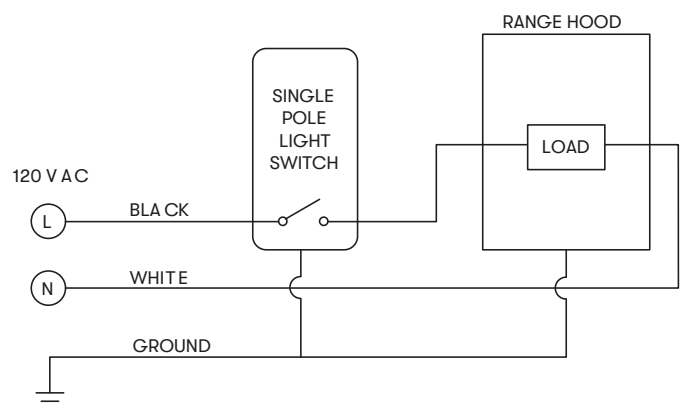 RANGE HOOD
SINGLE
POLE
LIGHT
SWITCH
LOAD
120 V AC
L
BLACK
N
WHITE
GROUND